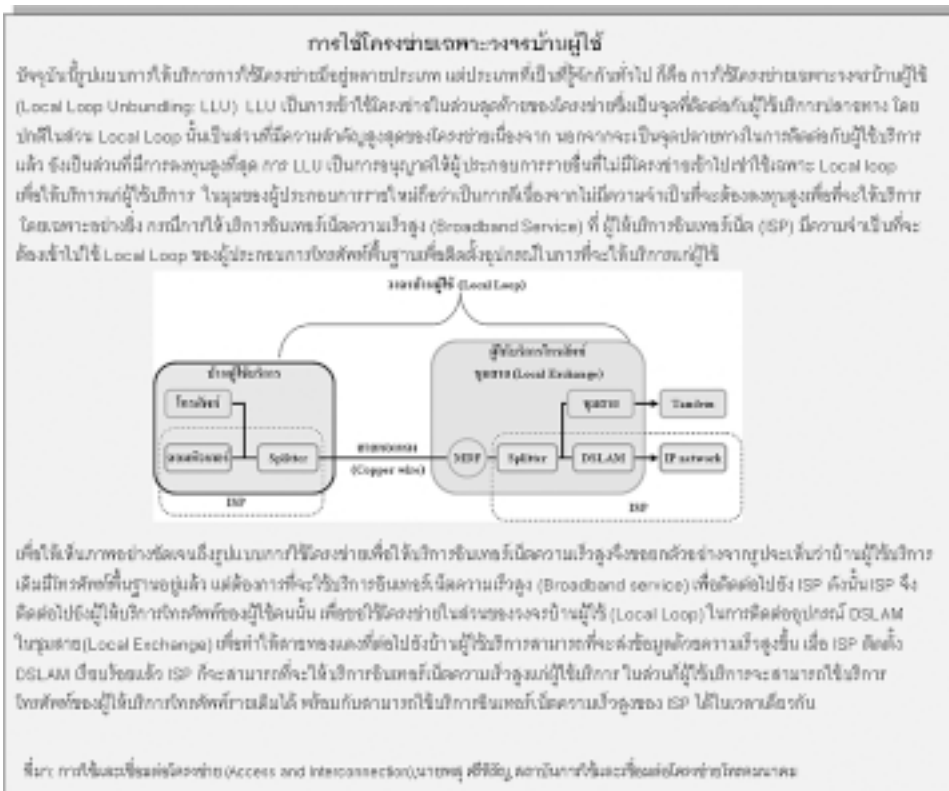 การใช้โครงข่ายเฉพาะวงจรบ้านผู้ใช้
ปัจจุบันนี้รูปแบบการให้บริการการใช้โครงข่ายมีอยู่หลายประเภท แต่ประเภทที่เป็นที่รู้จักกันทั่วไป ก็คือ การใช้โครงข่ายเฉพาะวงจรบ้านผู้ใช้
(Local Loop Unbundling: LLU) LLU เป็นการเข้าใช้โครงข่ายในส่วนสุดท้ายของโครงข่ายซึ่งเป็นจุดที่ติดต่อกับผู้ใช้บริการปลายทาง โดย
ปกติในส่วน Local Loop นั้นเป็นส่วนที่มีความสำคัญสูงสุดของโครงข่ายเนื่องจาก นอกจากจะเป็นจุดปลายทางในการติดต่อกับผู้ใช้บริการ
แล้ว ยังเป็นส่วนที่มีการลงทุนสูงที่สุด การ LLU เป็นการอนุญาตให้ผู้ประกอบการรายอื่นที่ไม่มีโครงข่ายเข้าไปเช่าใช้เฉพาะ Local loop
เพื่อให้บริการแก่ผู้ใช้บริการ ในมุมของผู้ประกอบการรายใหม่ถือว่าเป็นการดีเนื่องจากไม่มีความจำเป็นที่จะต้องลงทุนสูงเพื่อที่จะให้บริการ
โดยเฉพาะอย่างยิ่ง กรณีการให้บริการอินเทอร์เน็ตความเร็วสูง (Broadband Service) ที่ ผู้ให้บริการอินเทอร์เน็ต (ISP) มีความจำเป็นที่จะ
ต้องเข้าไปใช้ Local Loop ของผู้ประกอบการโทรศัพท์พื้นฐานเพื่อติดตั้งอุปกรณ์ในการที่จะให้บริการแก่ผู้ใช้
วงจรบ้านผู้ใช้ (Local Loop)
ผู้ให้บริการโทรศัพท์
บ้านผู้ใช้บริการ
ชุมสาย (Local Exchange)
โทรศัพท์
ชุมสาย
Tandem
คอมพิวเตอร์
Splitter
สายทองแดง
(Copper wire)
MDF
Splitter
DSLAM
IP network
ISP
ISP
เพื่อให้เห็นภาพอย่างชัดเจนถึงรูปแบบการใช้โครงข่ายเพื่อให้บริการอินเทอร์เน็ตความเร็วสูงจึงขอยกตัวอย่างจากรูปจะเห็นว่าบ้านผู้ใช้บริการ
เดิมมีโทรศัพท์พื้นฐานอยู่แล้ว แต่ต้องการที่จะใช้บริการอินเทอร์เน็ตความเร็วสูง (Broadband service) เพื่อติดต่อไปยัง ISP ดังนั้นISP จึง
ติดต่อไปยังผู้ให้บริการโทรศัพท์ของผู้ใช้คนนั้น เพื่อขอใช้โครงข่ายในส่วนของวงจรบ้านผู้ใช้ (Local Loop) ในการติดต่ออุปกรณ์ DSLAM
ในชุมสาย(Local Exchange) เพื่อทำให้สายทองแดงที่ต่อไปยังบ้านผู้ใช้บริการสามารถที่จะส่งข้อมูลด้วยความเร็วสูงขึ้น เมื่อ ISP ติดตั้ง
DSLAM เรียบร้อยแล้ว ISP ก็จะสามารถที่จะให้บริการอินเทอร์เน็ตความเร็วสูงแก่ผู้ใช้บริการ ในส่วนที่ผู้ใช้บริการจะสามารถใช้บริการ
โทรศัพท์ของผู้ให้บริการโทรศัพท์รายเดิมได้ พร้อมกับสามารถใช้บริการอินเทอร์เน็ตความเร็วสูงของ ISP ได้ในเวลาเดียวกัน
ที่มา: การใช้และเชื่อมต่อโครงข่าย (Access and Interconnection),นายพสุ ศรีหิรัญ,สถาบันการใช้และเชื่อมต่อโครงข่ายโทรคมนาคม